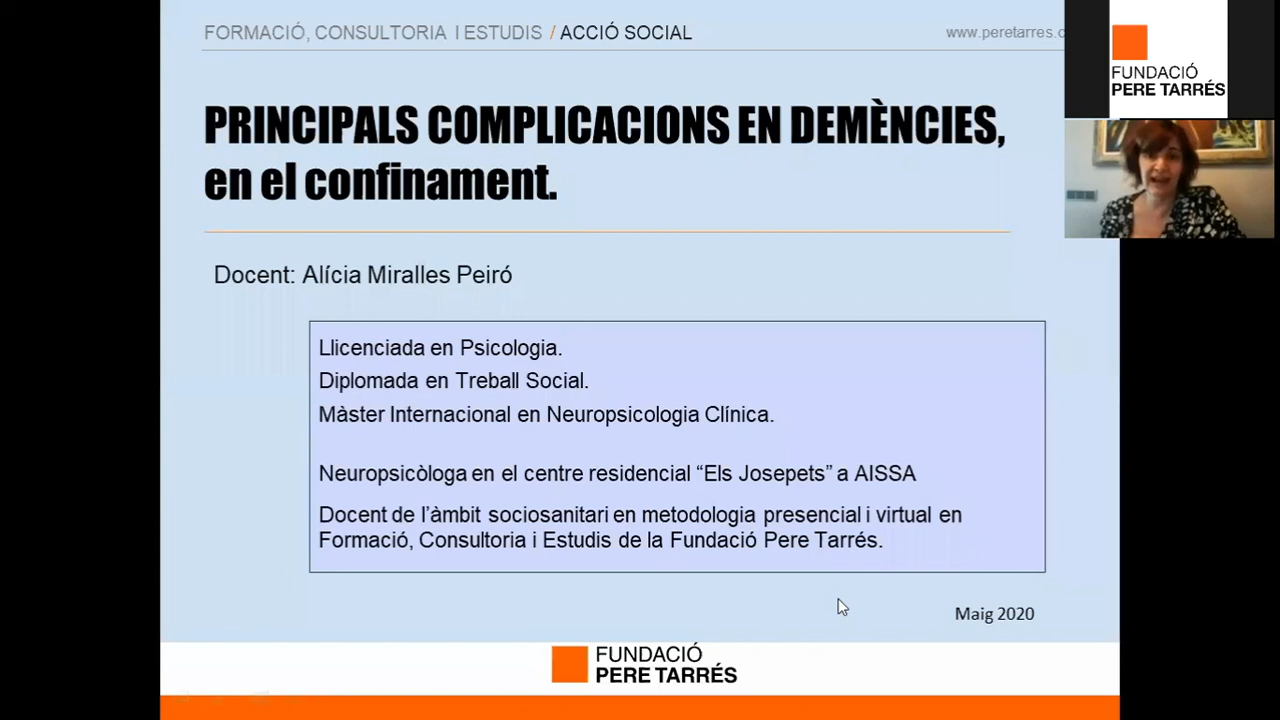 FORMACIÓ, CONSULTORIA I ESTUDIS / ACCIÓ SOCIAL
www.peretarres.
FUNDACIÓ
PERE TARRÉS
PRINCIPALS COMPLICACIONS EN DEMÈNCIES,
en el confinament.
Docent: Alícia Miralles Peiró
Llicenciada en Psicologia.
Diplomada en Treball Social.
Màster Internacional en Neuropsicologia Clínica.
Neuropsicòloga en el centre residencial “Els Josepets” a AISSA
Docent de l’àmbit sociosanitari en metodologia presencial i virtual en
Formació, Consultoria i Estudis de la Fundació Pere Tarrés.
Maig 2020
FUNDACIÓ
PERE TARRÉS